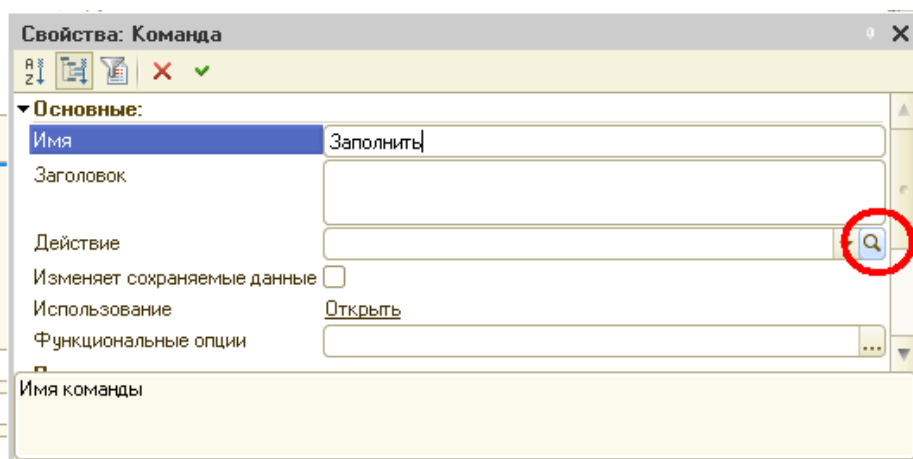 Свойства: Команда
Основные:
Имя
Заполнить
Заголовок
Действие
Изменяет сохраняемые данные
Использование
Открыть
Функциональные опции
...
Имя команды